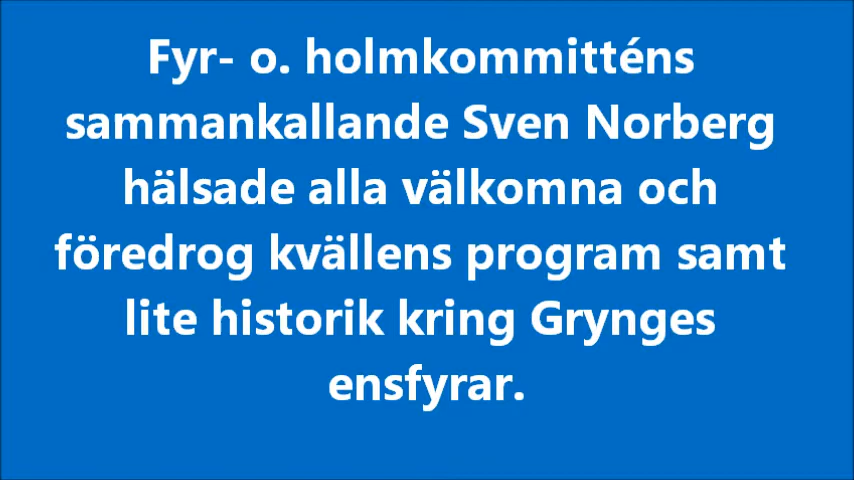 Fyr- o. holmkommitténs
sammankallande Sven Norberg
hälsade alla välkomna och
föredrog kvällens program samt
lite historik kring Grynges
ensfyrar.